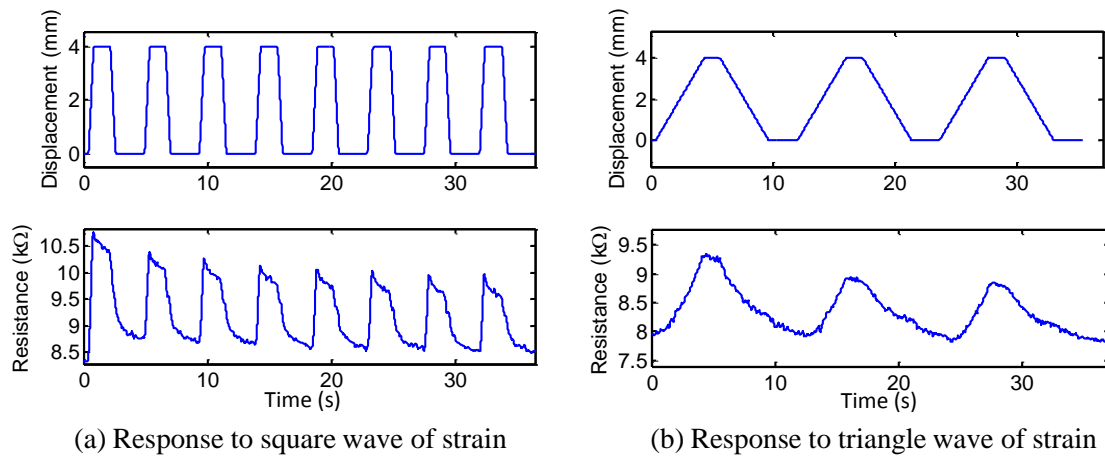 Displacement (mm)
4
2
0
0 10 20 30
Resistance (kΩ)
10.5
10
9.5
9
8.5
0 10 20 30
Time (s)
(a) Response to square wave of strain
Displacement (mm)
4
2
0
0 10 20 30
Resistance (kΩ)
9.5
9
8.5
8
7.5
0 10 20 30
Time (s)
(b) Response to triangle wave of strain